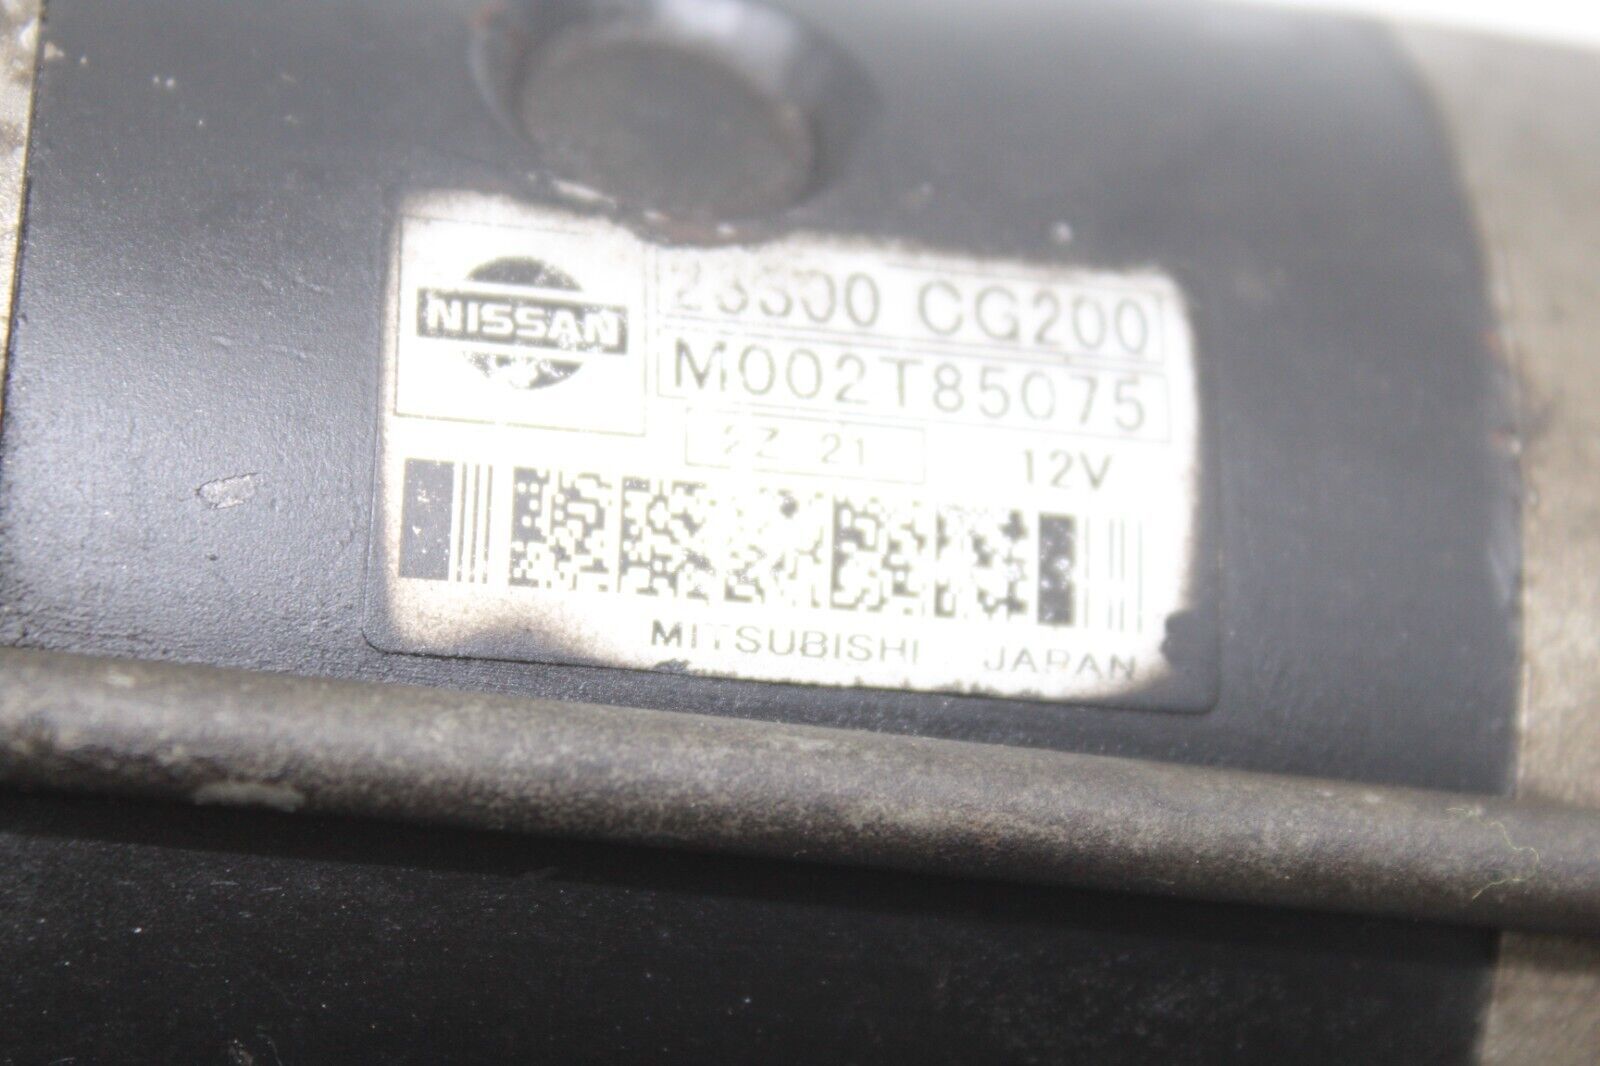 NISSAN
23300 CG200
M002T85075
2Z 21
12V
MITSUBISHI JAPAN